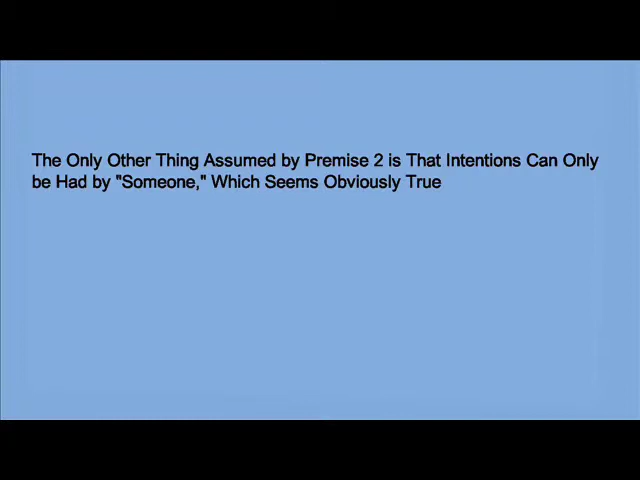 The Only Other Thing Assumed by Premise 2 is That Intentions Can Only
be Had by "Someone," Which Seems Obviously True